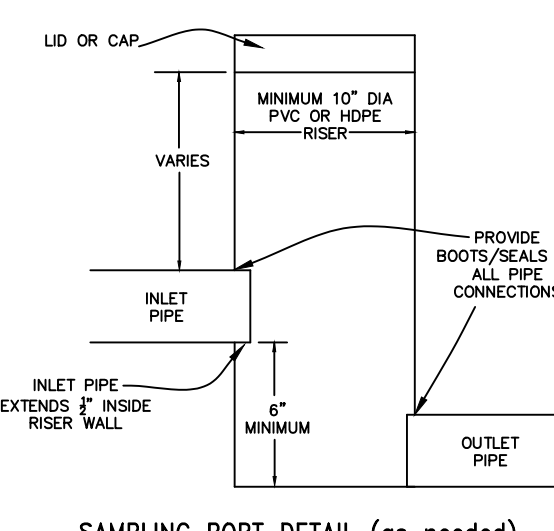 LID OR CAP
MINIMUM 10" DIA
PVC OR HDPE
RISER
VARIES
PROVIDE
BOOTS/SEALS
ALL PIPE
CONNECTIONS
INLET
PIPE
INLET PIPE
EXTENDS ½" INSIDE
RISER WALL
6"
MINIMUM
OUTLET
PIPE
SAMPLING PORT DETAIL (as needed)